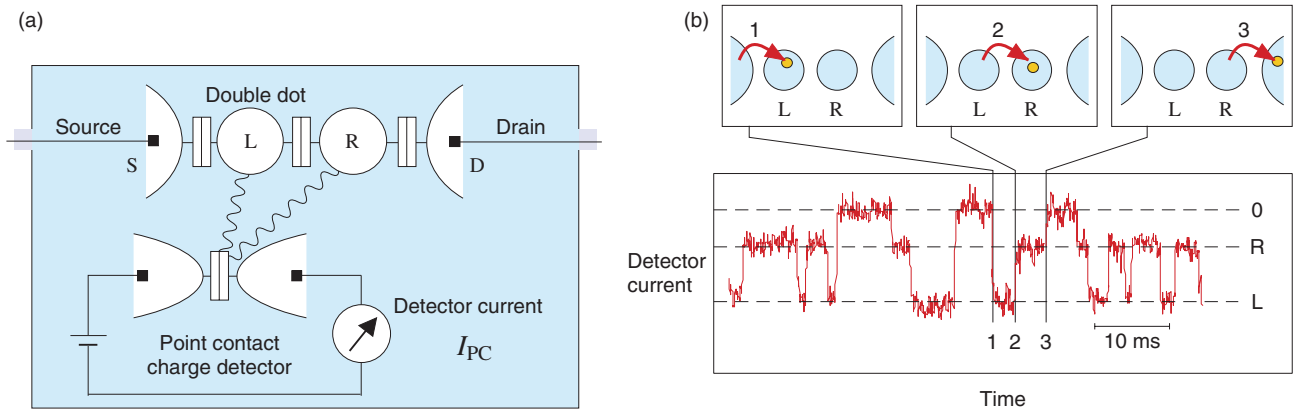 (a)
Double dot
Source
Drain
L
R
S
D
Detector current
Point contact
charge detector
I_PC
(b)
1
2
3
L R
L R
L R
0
R
L
Detector
current
1 2 3
10 ms
Time